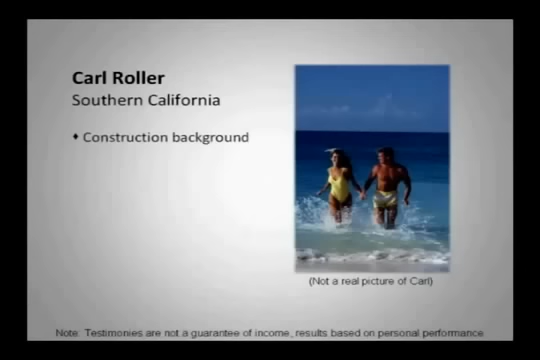 Carl Roller
Southern California
♦ Construction background
(Not a real picture of Carl)
Note: Testimonies are not a guarantee of income, results based on personal performance